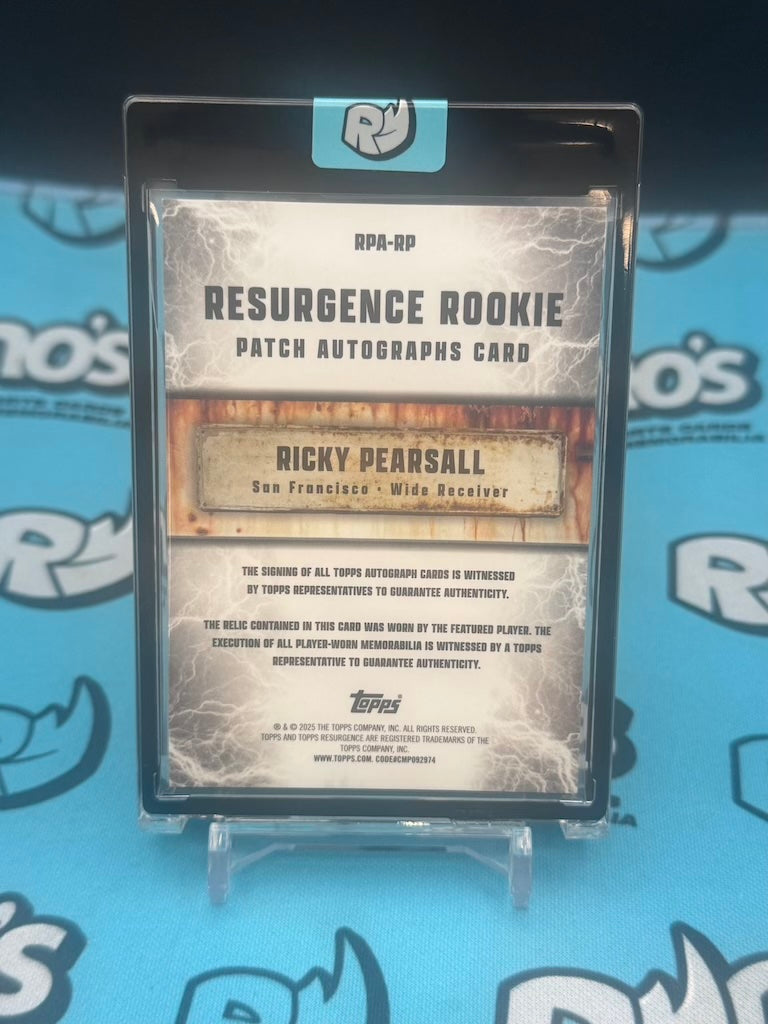 RY
RPA-RP
RESURGENCE ROOKIE
PATCH AUTOGRAPHS CARD
RICKY PEARSALL
San Francisco • Wide Receiver
THE SIGNING OF ALL TOPPS AUTOGRAPH CARDS IS WITNESSED
BY TOPPS REPRESENTATIVES TO GUARANTEE AUTHENTICITY.
THE RELIC CONTAINED IN THIS CARD WAS WORN BY THE FEATURED PLAYER. THE
EXECUTION OF ALL PLAYER-WORN MEMORABILIA IS WITNESSED BY A TOPPS
REPRESENTATIVE TO GUARANTEE AUTHENTICITY.
topps®
® & © 2025 THE TOPPS COMPANY, INC. ALL RIGHTS RESERVED.
TOPPS AND TOPPS RESURGENCE ARE REGISTERED TRADEMARKS OF THE
TOPPS COMPANY, INC.
WWW.TOPPS.COM. CODE#CMP092974